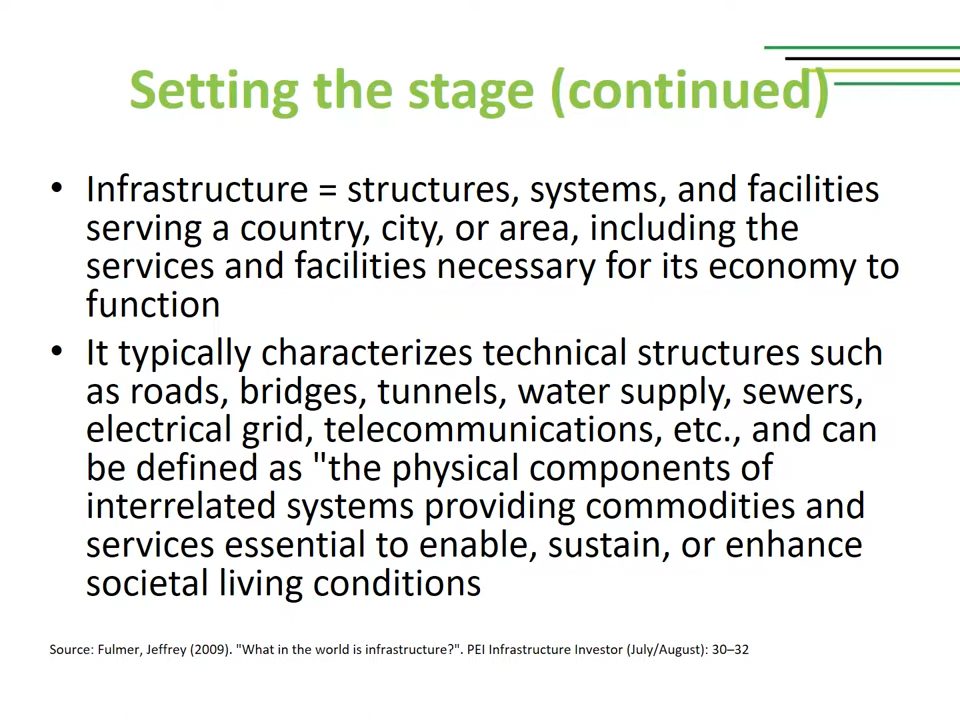 Setting the stage (continued)
• Infrastructure = structures, systems, and facilities
serving a country, city, or area, including the
services and facilities necessary for its economy to
function
• It typically characterizes technical structures such
as roads, bridges, tunnels, water supply, sewers,
electrical grid, telecommunications, etc., and can
be defined as "the physical components of
interrelated systems providing commodities and
services essential to enable, sustain, or enhance
societal living conditions
Source: Fulmer, Jeffrey (2009). "What in the world is infrastructure?". PEI Infrastructure Investor (July/August): 30–32